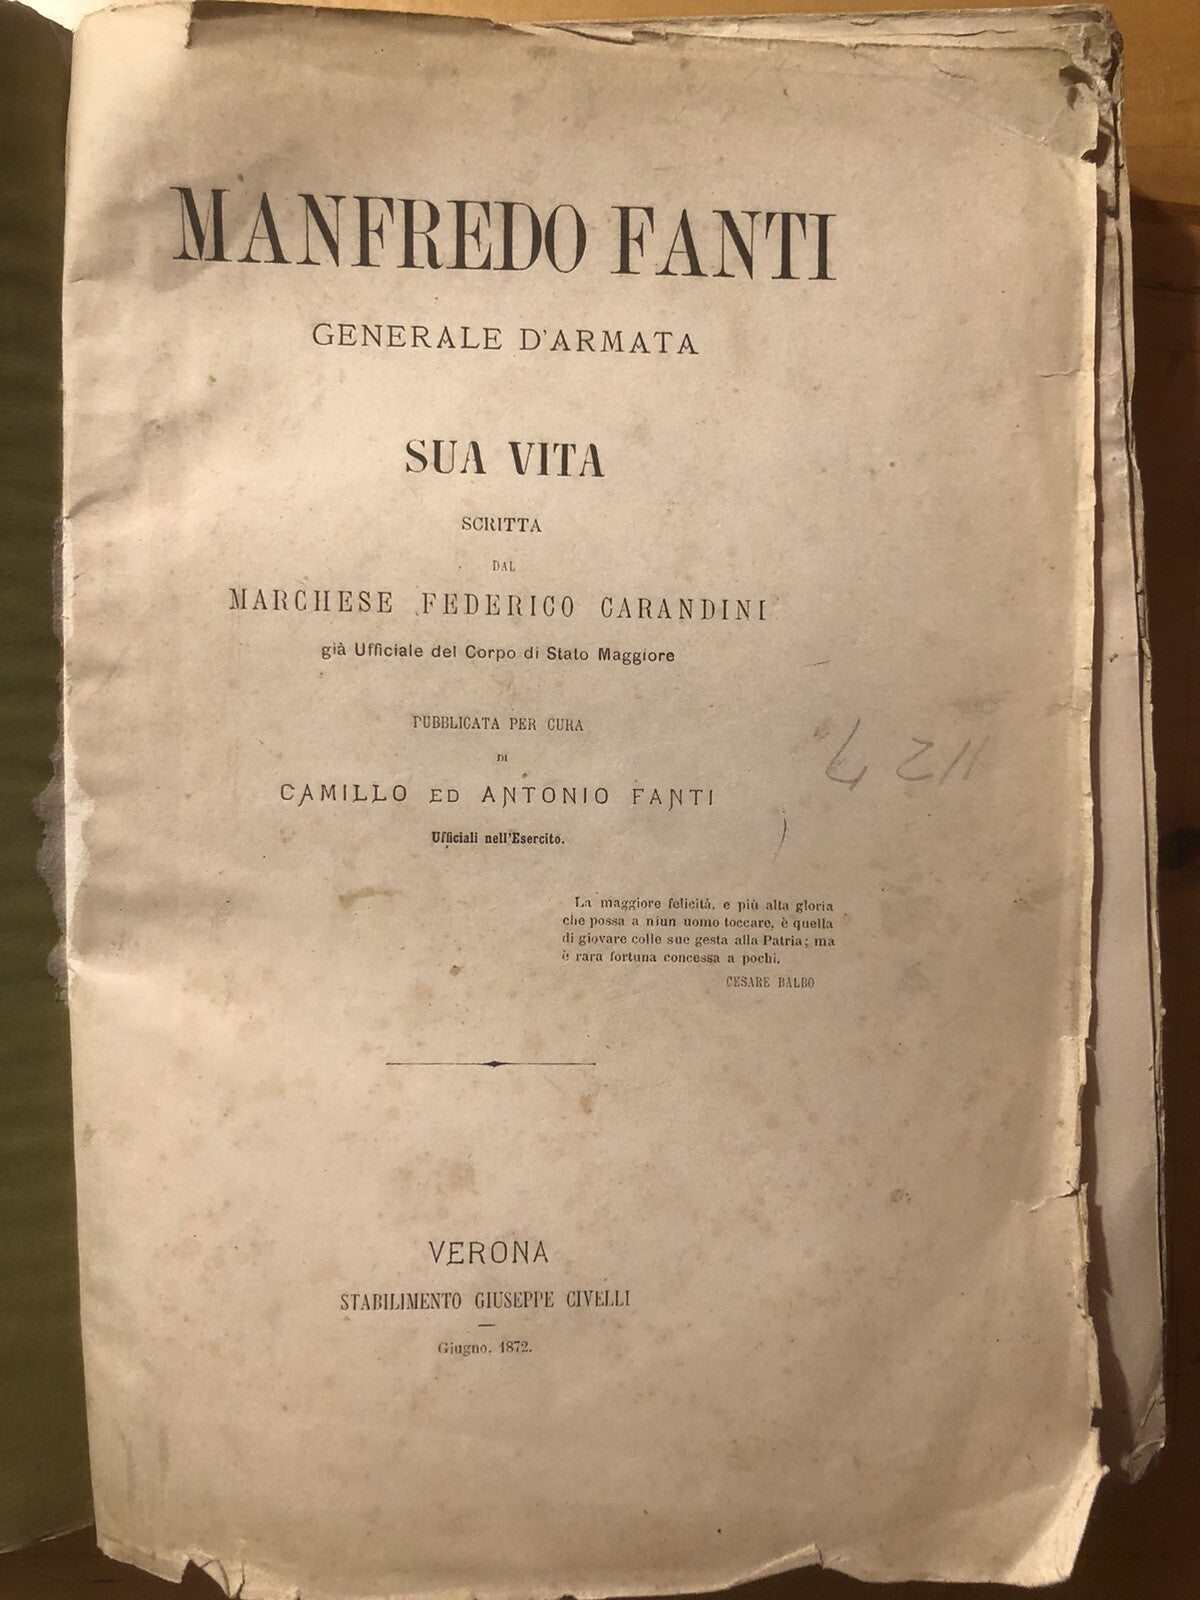 MANFREDO FANTI
GENERALE D'ARMATA
SUA VITA
SCRITTA
DAL
MARCHESE FEDERICO CARANDINI
già Ufficiale del Corpo di Stato Maggiore
PUBBLICATA PER CURA
DI
CAMILLO ED ANTONIO FANTI
Ufficiali nell'Esercito.
La maggiore felicitá, e più alta gloria
che possa a niun uomo toccare, è quella
di giovare colle sue gesta alla Patria; ma
è rara fortuna concessa a pochi.
CESARE BALBO
VERONA
STABILIMENTO GIUSEPPE CIVELLI
Giugno. 1872.